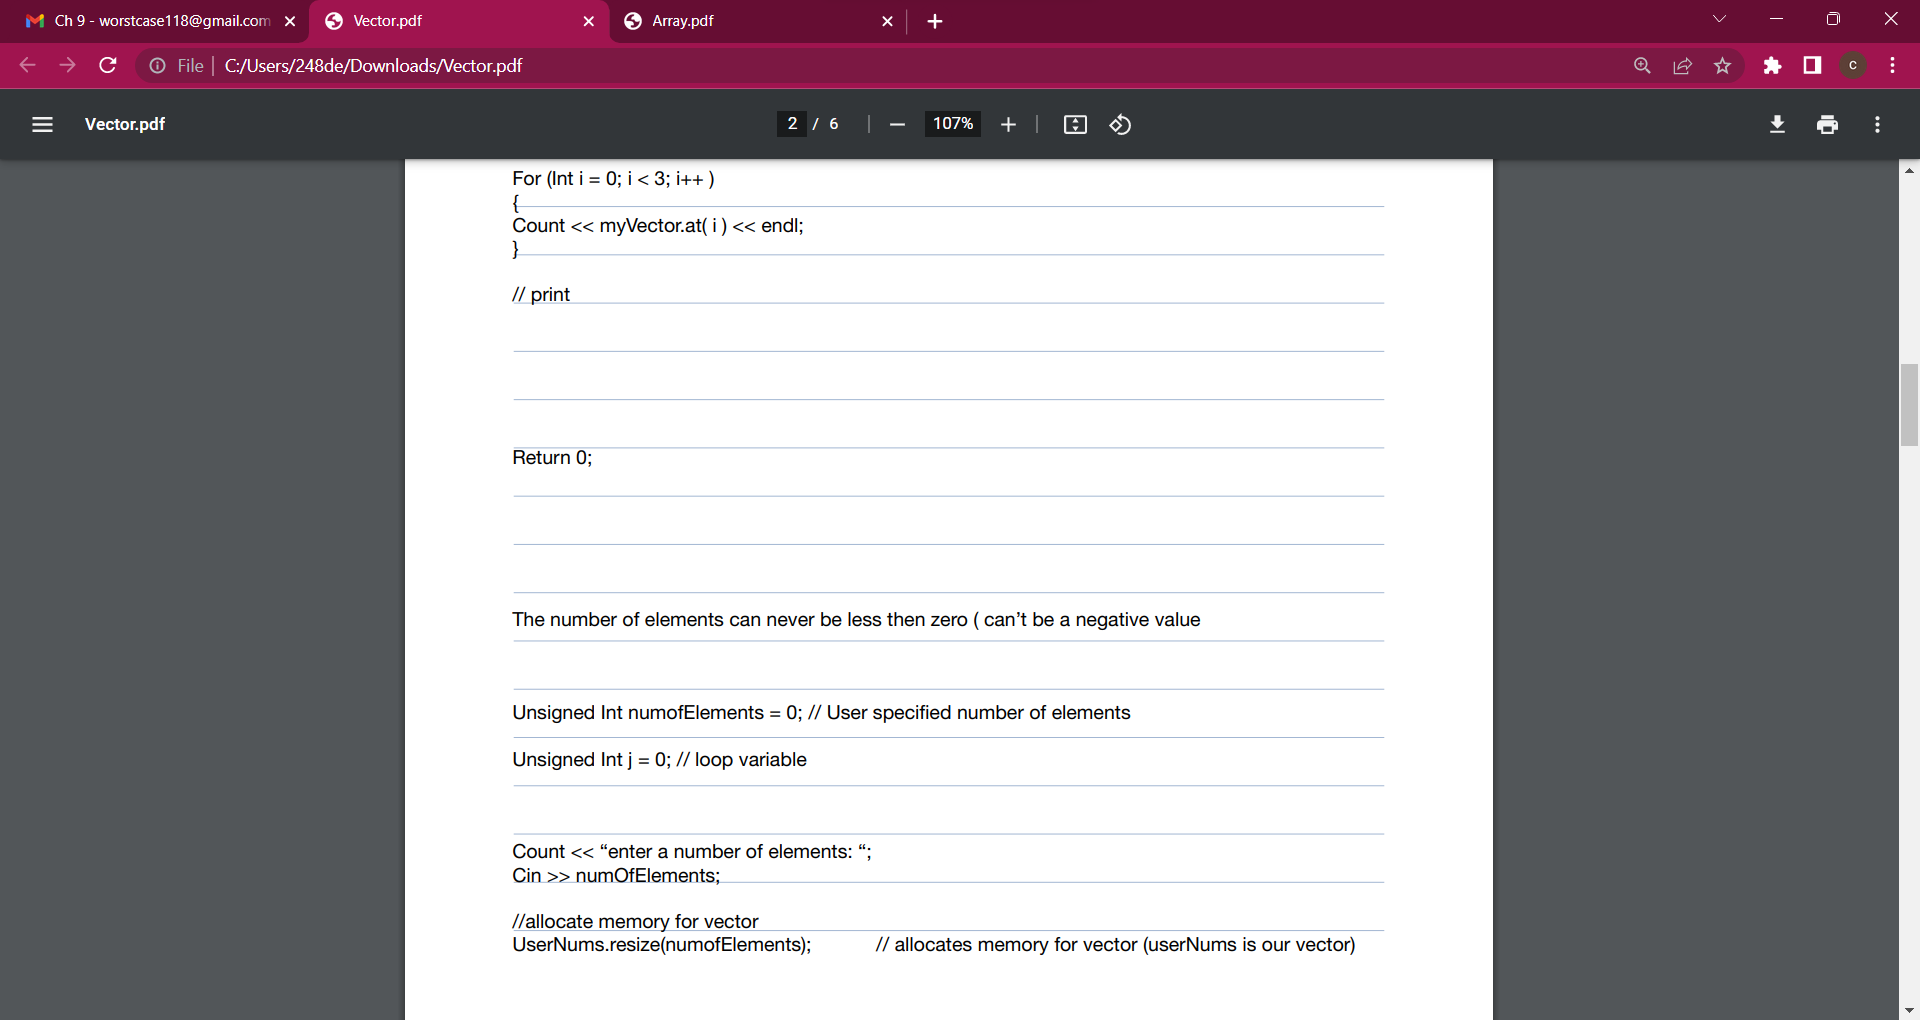 Ch 9 - worstcase118@gmail.com
Vector.pdf
Array.pdf
File
C:/Users/248de/Downloads/Vector.pdf
c
Vector.pdf
2 / 6
107%
For (Int i = 0; i < 3; i++ )
{
Count << myVector.at( i ) << endl;
}
// print
Return 0;
The number of elements can never be less then zero ( can’t be a negative value
Unsigned Int numofElements = 0; // User specified number of elements
Unsigned Int j = 0; // loop variable
Count << “enter a number of elements: “;
Cin >> numOfElements;
//allocate memory for vector
UserNums.resize(numofElements); // allocates memory for vector (userNums is our vector)